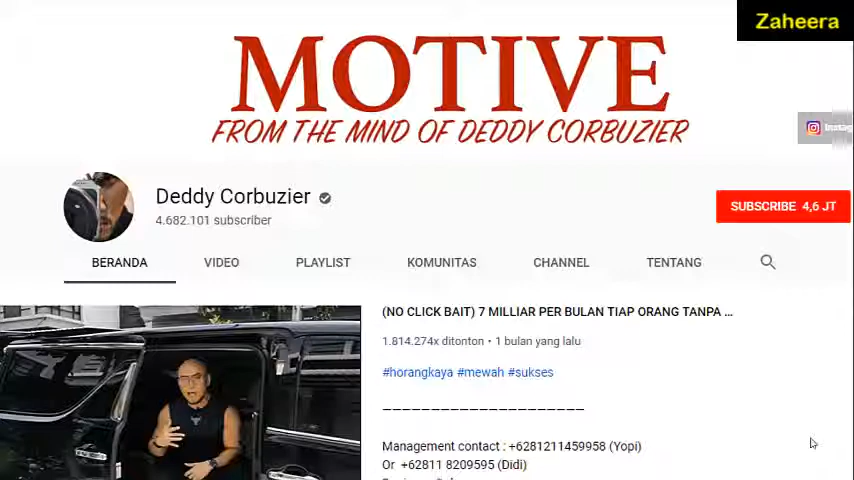 Zaheera
MOTIVE
FROM THE MIND OF DEDDY CORBUZIER
Deddy Corbuzier
4.682.101 subscriber
SUBSCRIBE 4,6 JT
BERANDA VIDEO PLAYLIST KOMUNITAS CHANNEL TENTANG
(NO CLICK BAIT) 7 MILLIAR PER BULAN TIAP ORANG TANPA ...
1.814.274x ditonton • 1 bulan yang lalu
#horangkaya #mewah #sukses
—————————————————————
Management contact : +6281211459958 (Yopi)
Or +62811 8209595 (Didi)